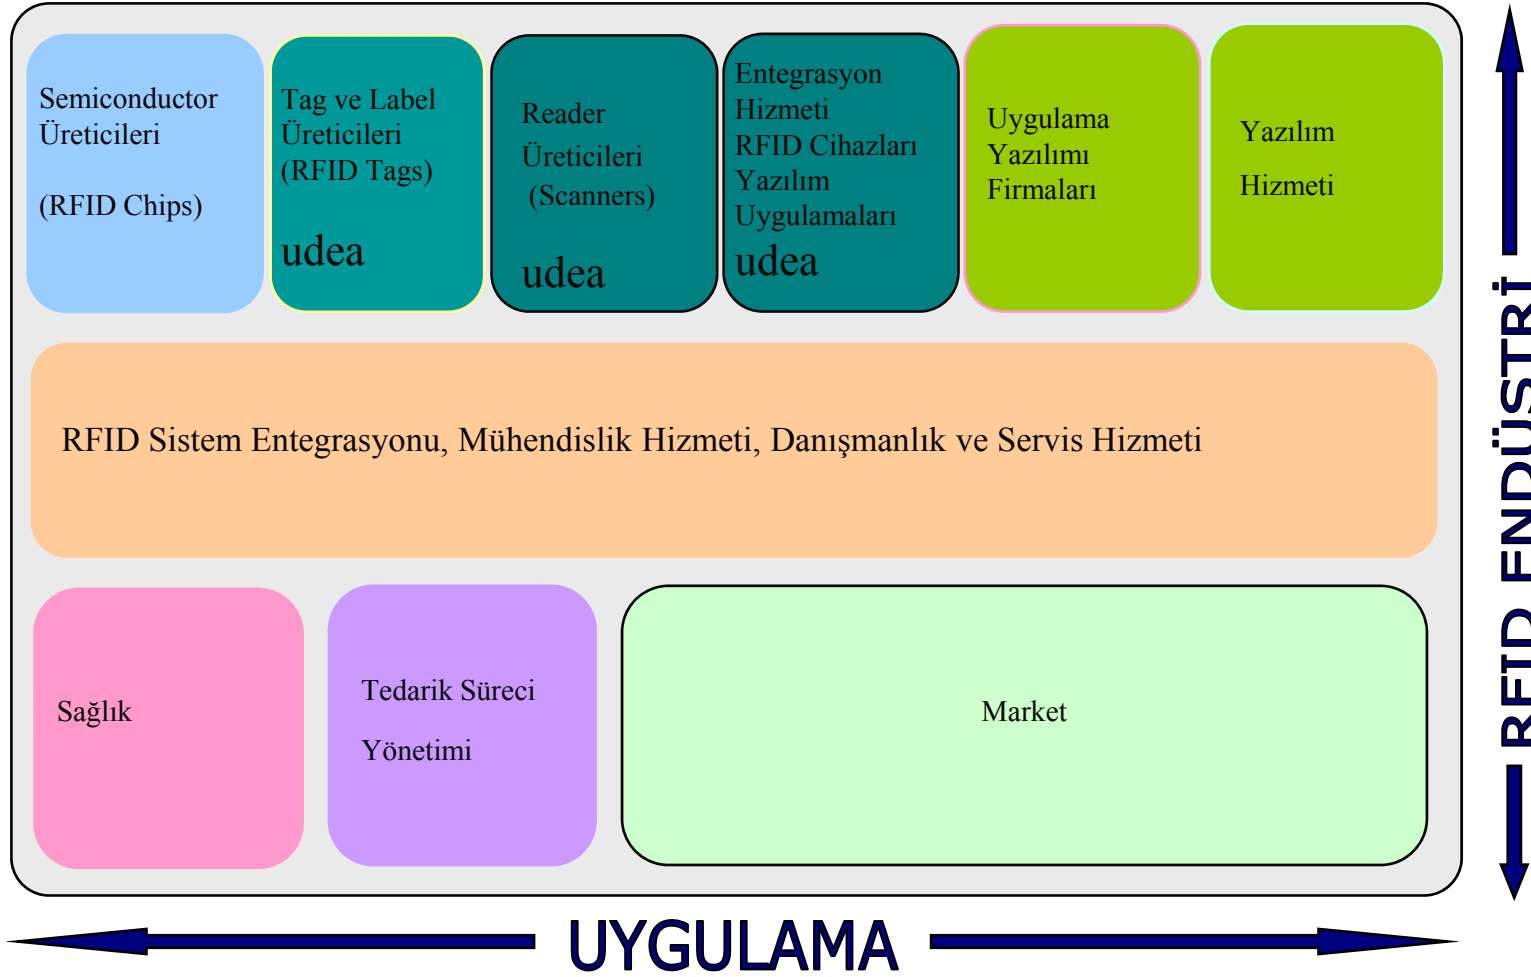 Semiconductor
Üreticileri
(RFID Chips)
Tag ve Label
Üreticileri
(RFID Tags)
udea
Reader
Üreticileri
(Scanners)
udea
Entegrasyon
Hizmeti
RFID Cihazları
Yazılım
Uygulamaları
udea
Uygulama
Yazılımı
Firmaları
Yazılım
Hizmeti
RFID Sistem Entegrasyonu, Mühendislik Hizmeti, Danışmanlık ve Servis Hizmeti
Sağlık
Tedarik Süreci
Yönetimi
Market
RFID ENDÜSTRİ
UYGULAMA